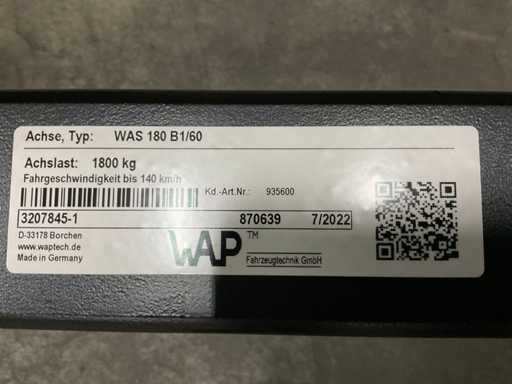 Achse, Typ: WAS 180 B1/60
Achslast: 1800 kg
Fahrgeschwindigkeit bis 140 km/h
Kd.-Art.Nr.: 935600
3207845-1 870639 7/2022
D-33178 Borchen
www.waptech.de
Made in Germany
WAP ™
Fahrzeugtechnik GmbH